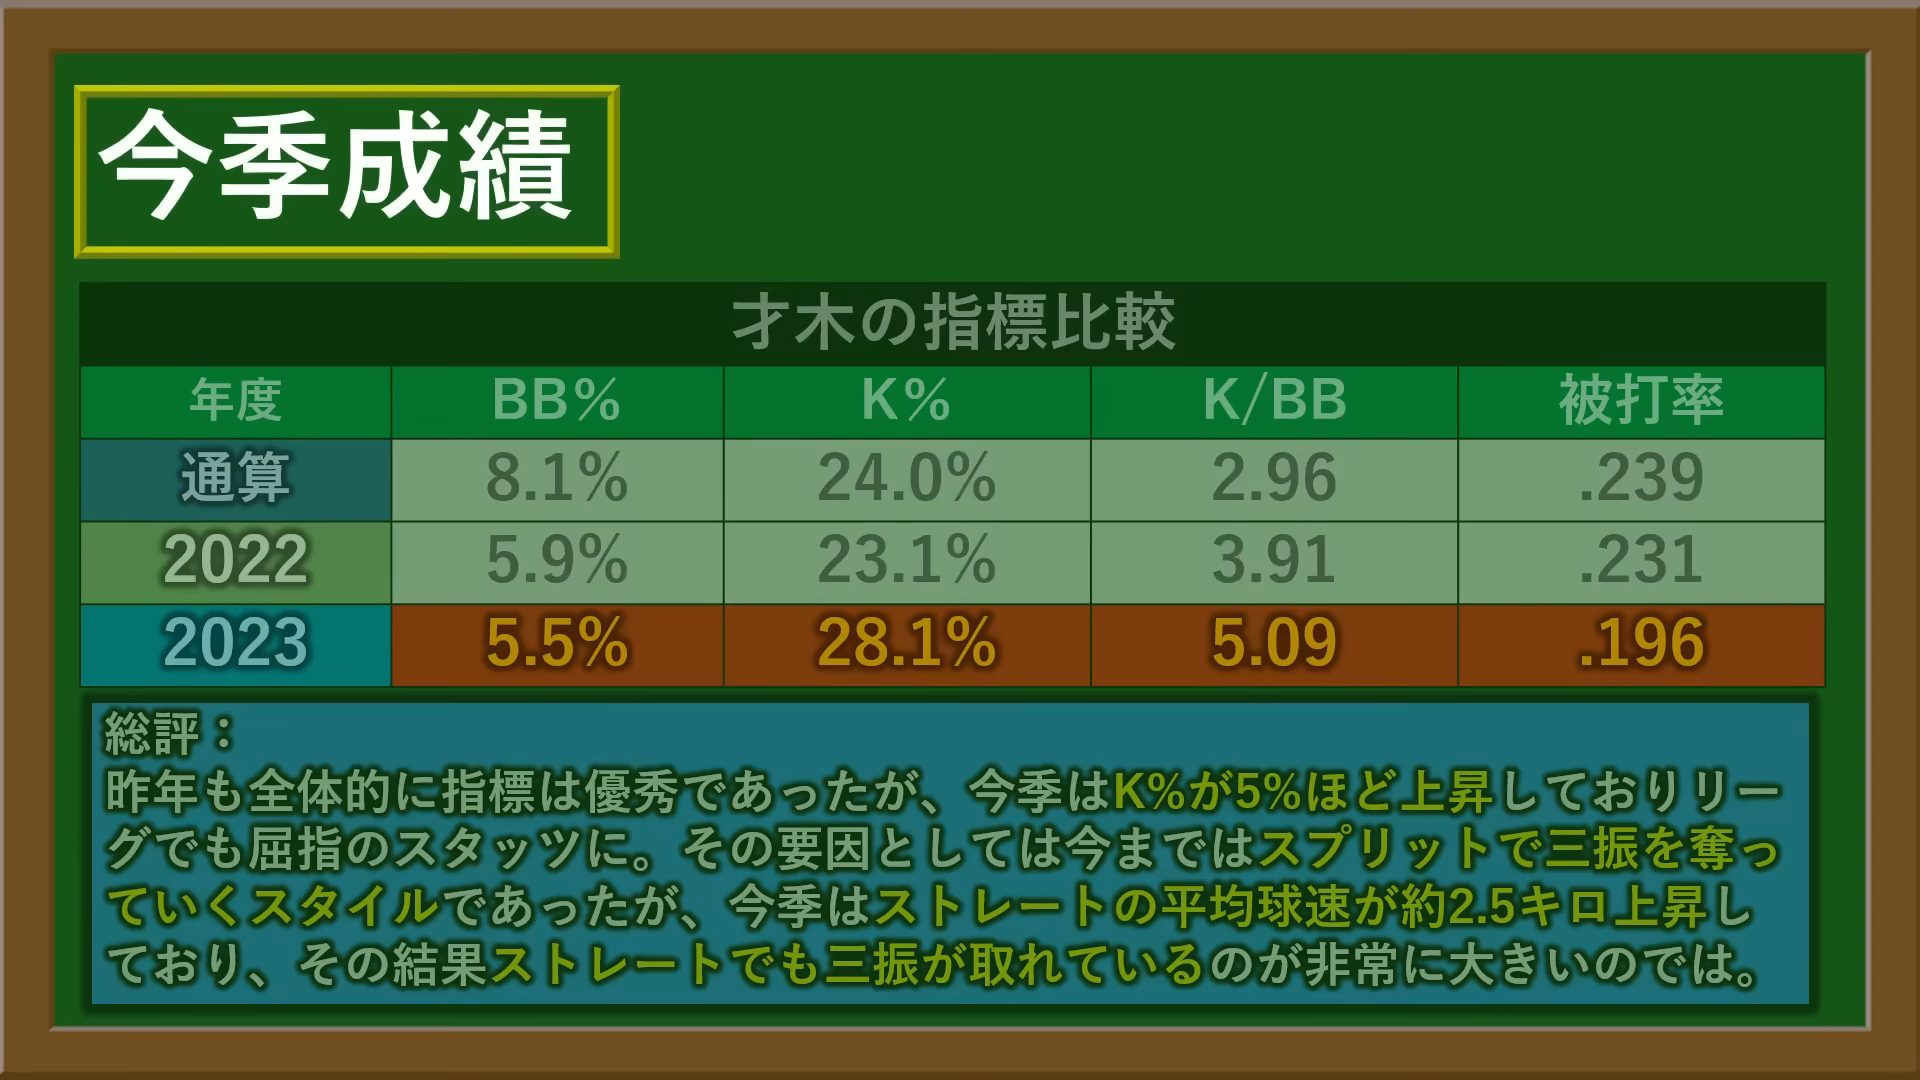 今季成績
才木の指標比較
年度 BB% K% K/BB 被打率
通算 8.1% 24.0% 2.96 .239
2022 5.9% 23.1% 3.91 .231
2023 5.5% 28.1% 5.09 .196
総評：
昨年も全体的に指標は優秀であったが、今季はK%が5%ほど上昇しておりリー
グでも屈指のスタッツに。その要因としては今まではスプリットで三振を奪っ
ていくスタイルであったが、今季はストレートの平均球速が約2.5キロ上昇し
ており、その結果ストレートでも三振が取れているのが非常に大きいのでは。